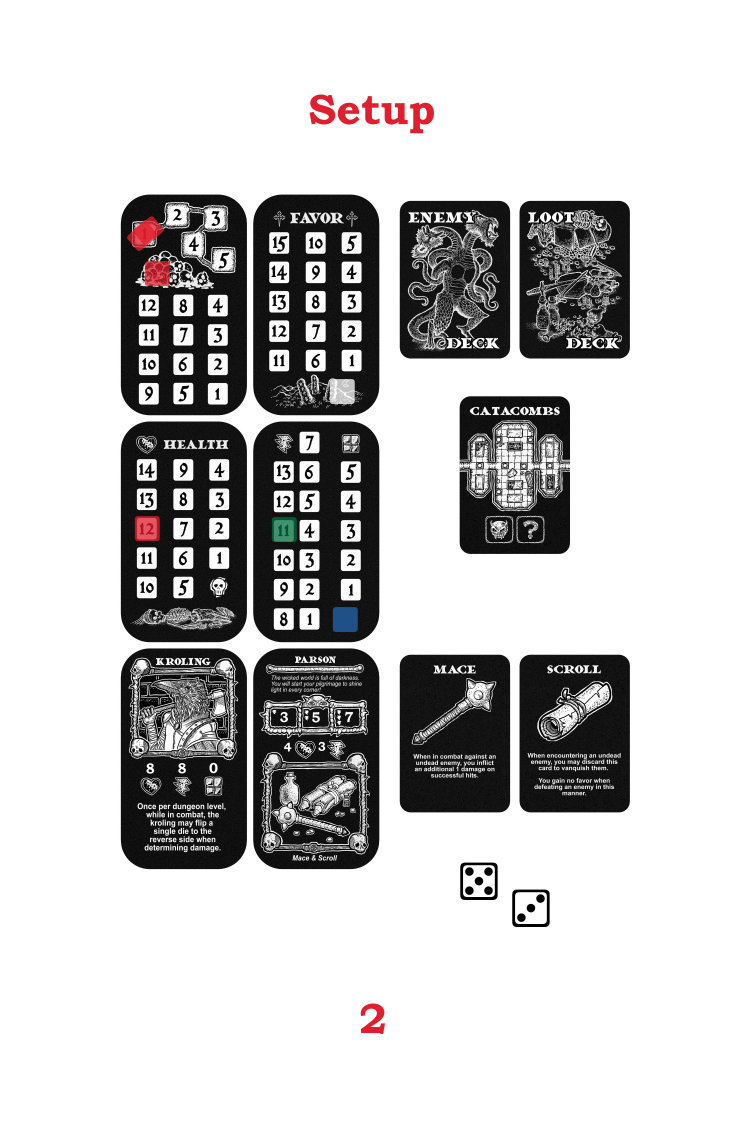 Setup
1 2 3
4
5
12 8 4
11 7 3
10 6 2
9 5 1
FAVOR
15 10 5
14 9 4
13 8 3
12 7 2
11 6 1
ENEMY
DECK
LOOT
DECK
CATACOMBS
?
HEALTH
14 9 4
13 8 3
12 7 2
11 6 1
10 5
7
13 6 5
12 5 4
11 4 3
10 3 2
9 2 1
8 1
KROLING
8 8 0
Once per dungeon level,
while in combat, the
kroling may flip a
single die to the
reverse side when
determining damage.
PARSON
The wicked world is full of darkness.
You will start your pilgrimage to shine
light in every corner!
3 5 7
4 3
Mace & Scroll
MACE
When in combat against an
undead enemy, you inflict
an additional 1 damage on
successful hits.
SCROLL
When encountering an undead
enemy, you may discard this
card to vanquish them.
You gain no favor when
defeating an enemy in this
manner.
2